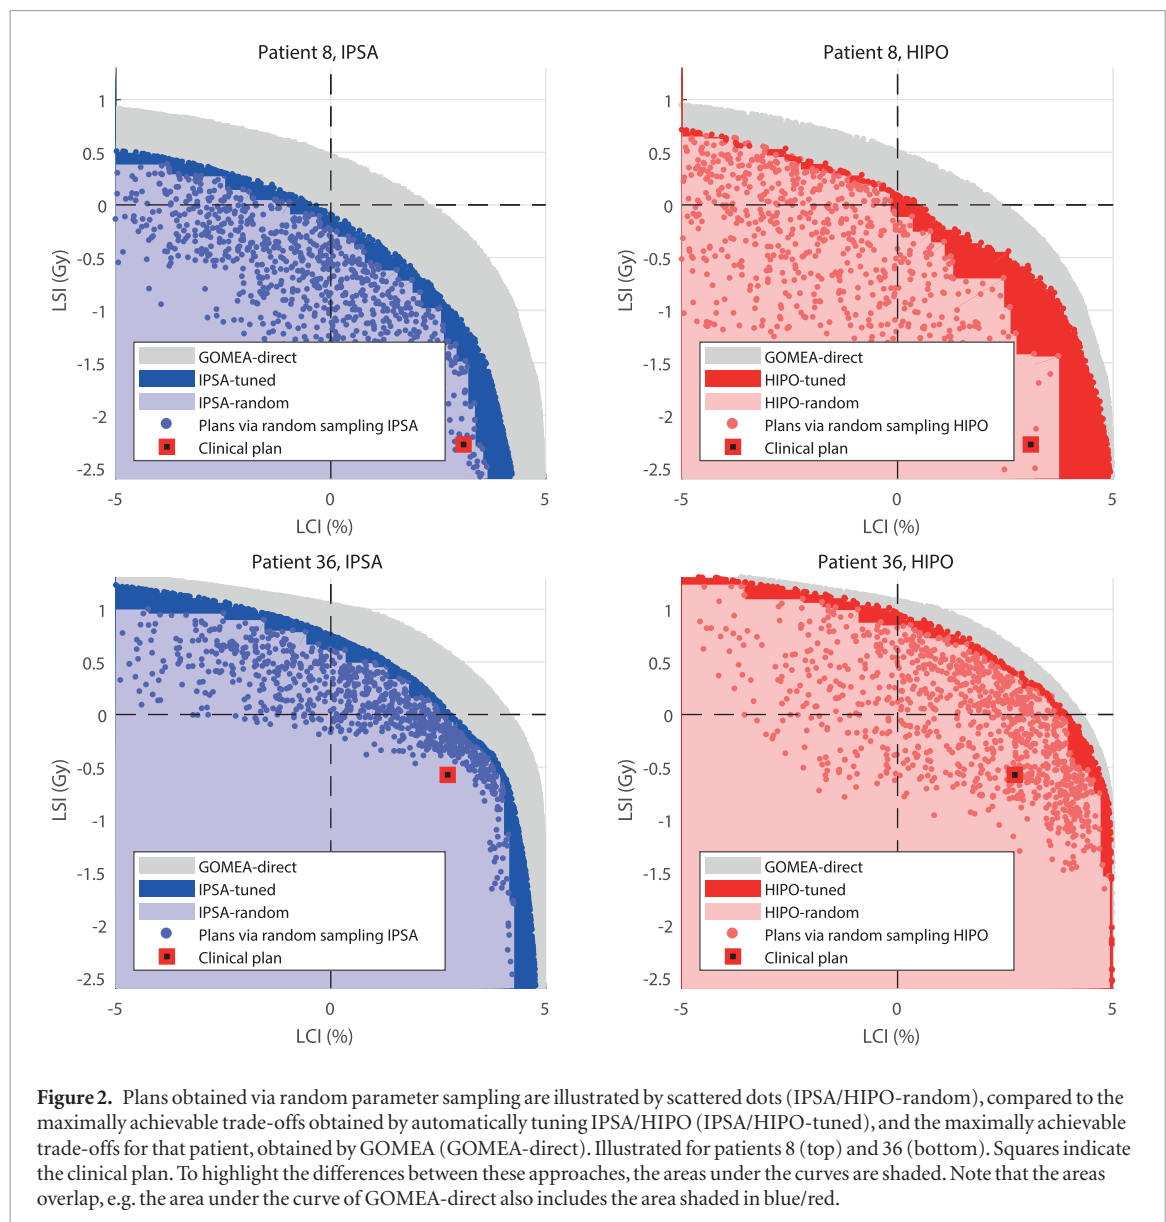 Patient 8, IPSA
1
0.5
0
-0.5
-1
-1.5
-2
-2.5
LSI (Gy)
GOMEA-direct
IPSA-tuned
IPSA-random
Plans via random sampling IPSA
Clinical plan
-5
0
5
LCI (%)
Patient 8, HIPO
1
0.5
0
-0.5
-1
-1.5
-2
-2.5
LSI (Gy)
GOMEA-direct
HIPO-tuned
HIPO-random
Plans via random sampling HIPO
Clinical plan
-5
0
5
LCI (%)
Patient 36, IPSA
1
0.5
0
-0.5
-1
-1.5
-2
-2.5
LSI (Gy)
GOMEA-direct
IPSA-tuned
IPSA-random
Plans via random sampling IPSA
Clinical plan
-5
0
5
LCI (%)
Patient 36, HIPO
1
0.5
0
-0.5
-1
-1.5
-2
-2.5
LSI (Gy)
GOMEA-direct
HIPO-tuned
HIPO-random
Plans via random sampling HIPO
Clinical plan
-5
0
5
LCI (%)
Figure 2. Plans obtained via random parameter sampling are illustrated by scattered dots (IPSA/HIPO-random), compared to the
maximally achievable trade-offs obtained by automatically tuning IPSA/HIPO (IPSA/HIPO-tuned), and the maximally achievable
trade-offs for that patient, obtained by GOMEA (GOMEA-direct). Illustrated for patients 8 (top) and 36 (bottom). Squares indicate
the clinical plan. To highlight the differences between these approaches, the areas under the curves are shaded. Note that the areas
overlap, e.g. the area under the curve of GOMEA-direct also includes the area shaded in blue/red.